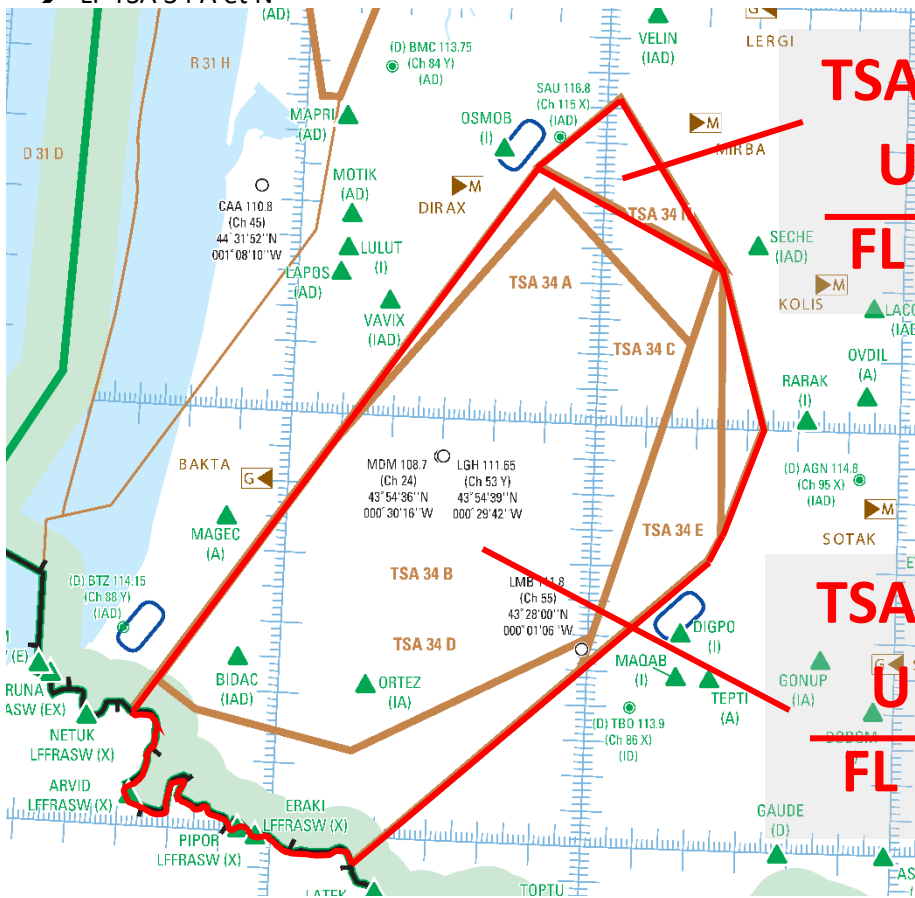 LF TSA 34 A et N
(AD)
R 31 H
D 31 D
(D) BMC 113.75
(Ch 84 Y)
(AD)
VELIN
(IAD)
G
LERGI
MAPRI
(AD)
OSMOB
(I)
SAU 116.8
(Ch 115 X)
(IAD)
M
MIRBA
TSA
U
FL
CAA 110.8
(Ch 45)
44°31'52''N
001°08'10''W
MOTIK
(AD)
M
DIRAX
TSA 34 N
LULUT
(I)
LAPOS
(AD)
VAVIX
(IAD)
TSA 34 A
SECHE
(IAD)
M
KOLIS
TSA 34 C
OVDIL
(A)
RARAK
(I)
BAKTA
G
MDM 108.7
(Ch 24)
43°54'36''N
000°30'16''W
LGH 111.65
(Ch 53 Y)
43°54'39''N
000°29'42''W
(D) AGN 114.8
(Ch 95 X)
(IAD)
M
SOTAK
MAGEC
(A)
TSA 34 E
TSA 34 B
LMB 111.8
(Ch 55)
43°28'00''N
000°01'06''W
(D) BTZ 114.15
(Ch 88 Y)
(IAD)
TSA 34 D
TSA
U
FL
DIGPO
(I)
MAQAB
(I)
TEPTI
(A)
GONUP
(IA)
G
BIDAC
(IAD)
ORTEZ
(IA)
(E)
RUNA
ASW (EX)
NETUK
LFFRASW (X)
(D) TBO 113.9
(Ch 86 X)
(ID)
ARVID
LFFRASW (X)
ERAKI
LFFRASW (X)
PIPOR
LFFRASW (X)
GAUDE
(D)
LATEK
TOPTU
AS